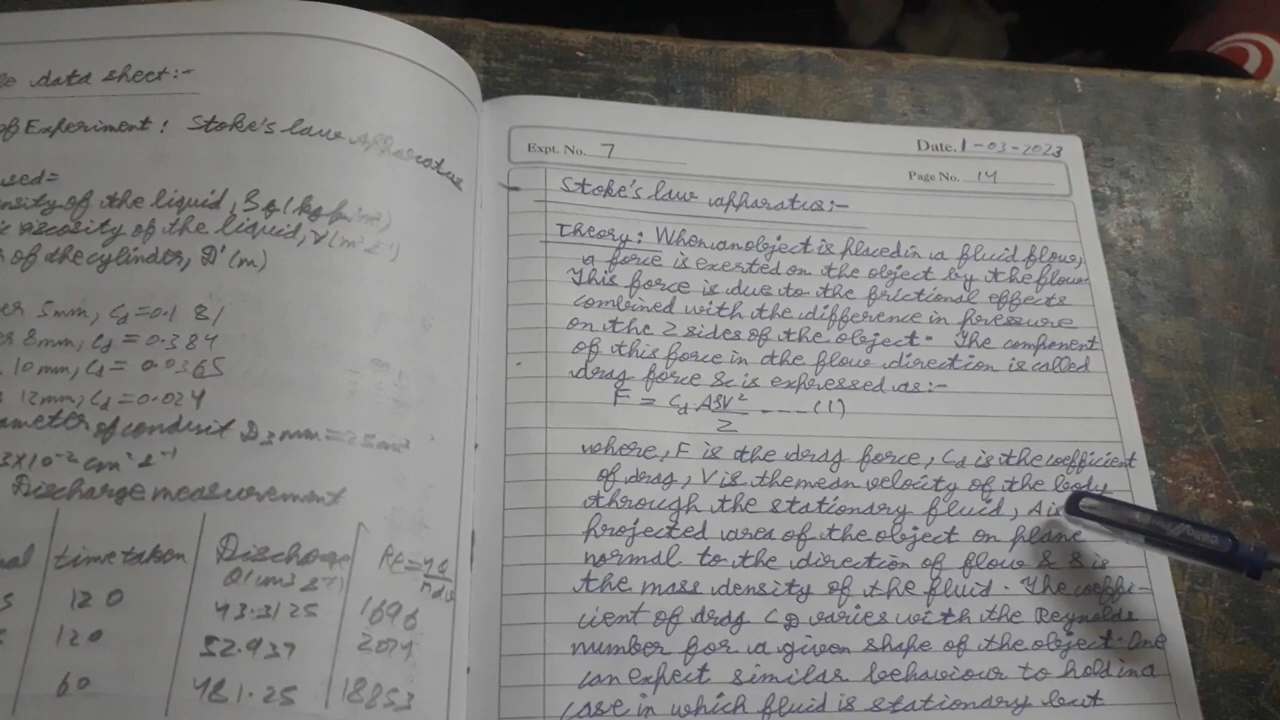 data sheet:-
of Experiment: Stoke's law apparatus
used=
nsity of the liquid, S
viscosity of the liquid, ν(m² s⁻¹)
of the cylinder, D'(m)
er 5mm, Cd=0.181
er 8mm, Cd = 0.384
10mm, Cd= 0.0365
12mm, Cd=0.024
ameter of conduit D3 mm = 25
3X10⁻² cm² s⁻¹
Discharge measurement
time taken Discharge Re=
120 43.3125 1696
120 52.937 2074
60 481.25 18853
Expt. No. 7
Date. 1-03-2023
Page No. 14
Stoke's law apparatus:-
Theory: When an object is placed in a fluid flow,
a force is exerted on the object by the flow
This force is due to the frictional effects
combined with the difference in pressure
on the 2 sides of the object. The component
of this force in the flow direction is called
drag force & is expressed as:-
F = Cd ASV²/2 ----(1)
where, F is the drag force, Cd is the coefficient
of drag, V is the mean velocity of the body
through the stationary fluid, A is
projected area of the object on plane
normal to the direction of flow & S is
the mass density of the fluid. The coeffi-
cient of drag CD varies with the Reynolds
number for a given shape of the object. One
can expect similar behaviour to hold in a
case in which fluid is stationary but